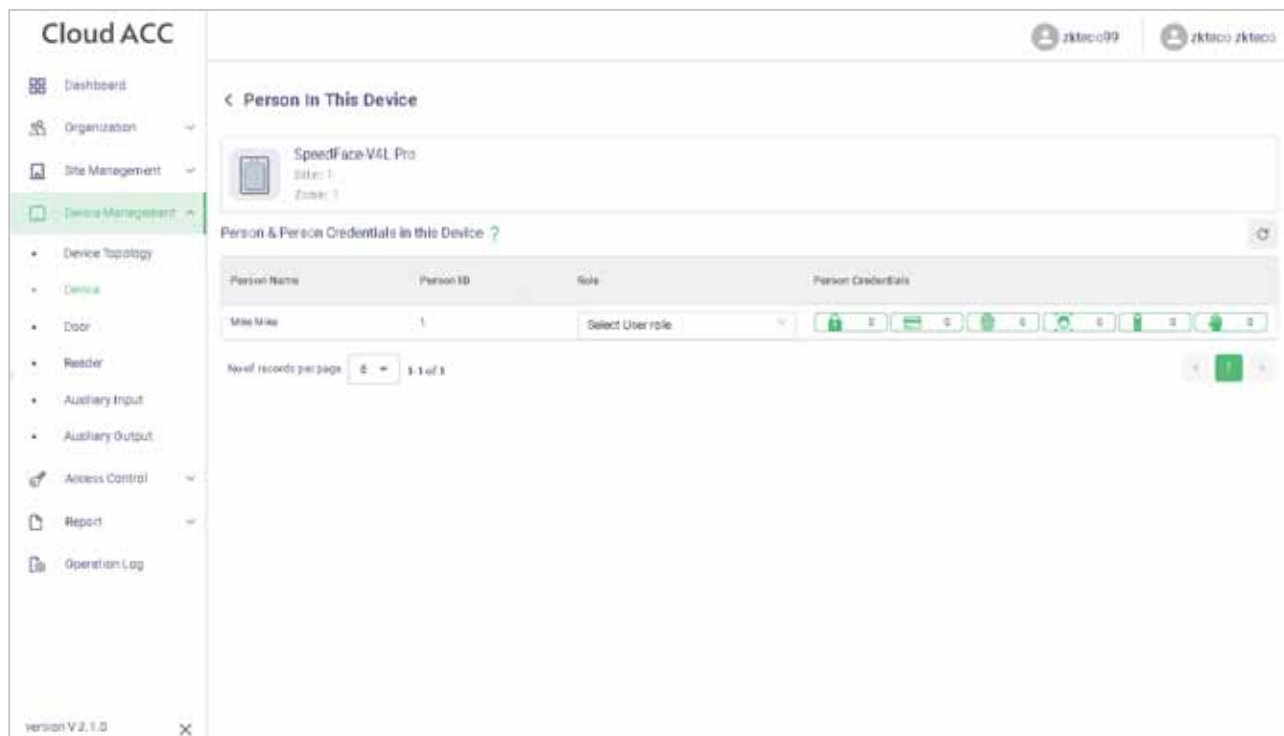 Cloud ACC
zkteco99
zkteco zkteco
Dashboard
Organization
Site Management
Device Management
Device Topology
Device
Door
Reader
Auxiliary Input
Auxiliary Output
Access Control
Report
Operation Log
version V 2.1.0
< Person In This Device
SpeedFace-V4L Pro
Site: 1
Zone: 1
Person & Person Credentials in this Device ?
Person Name Person ID Role Person Credentials
Mike Mike 1 Select User role
No of records per page 6 1-1 of 1
1